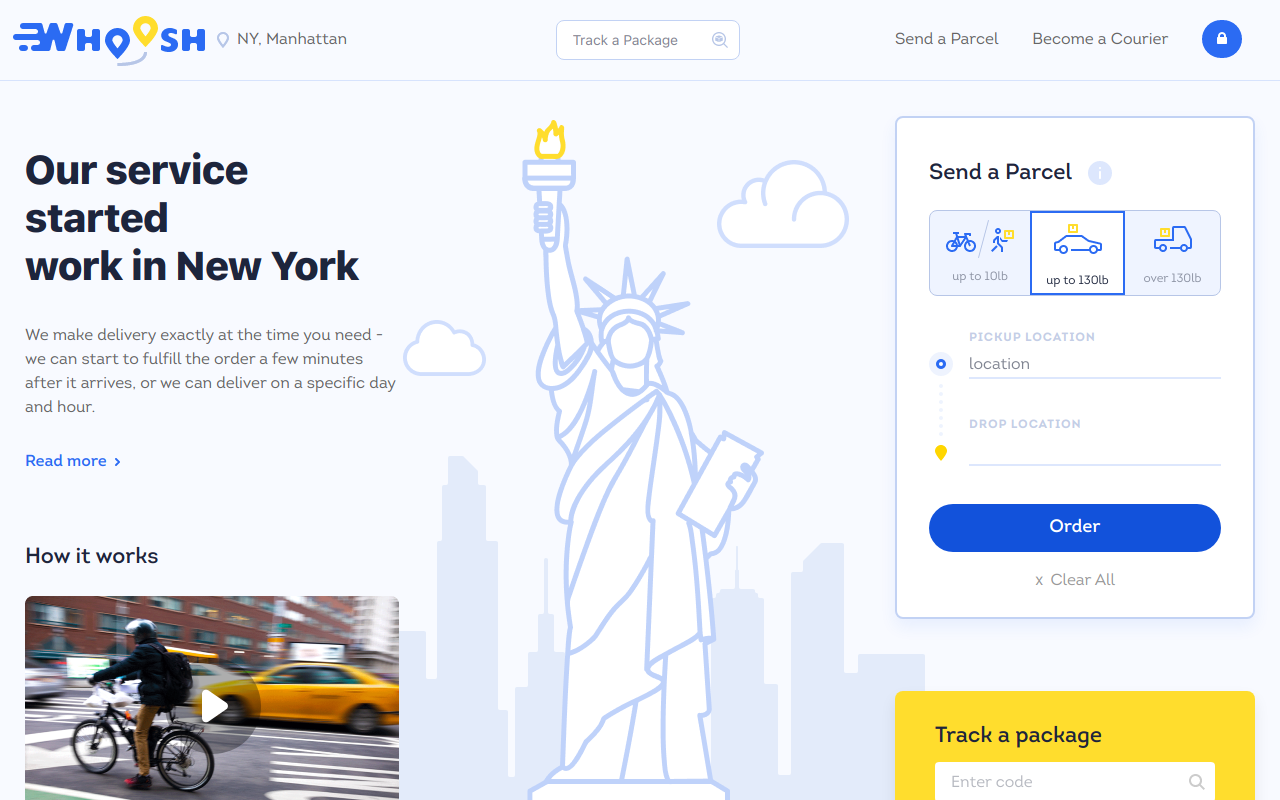 WHOOSH
NY, Manhattan
Track a Package
Send a Parcel
Become a Courier
Our service
started
work in New York
We make delivery exactly at the time you need -
we can start to fulfill the order a few minutes
after it arrives, or we can deliver on a specific day
and hour.
Read more
How it works
Send a Parcel
i
up to 10lb
up to 130lb
over 130lb
PICKUP LOCATION
location
DROP LOCATION
Order
x Clear All
Track a package
Enter code